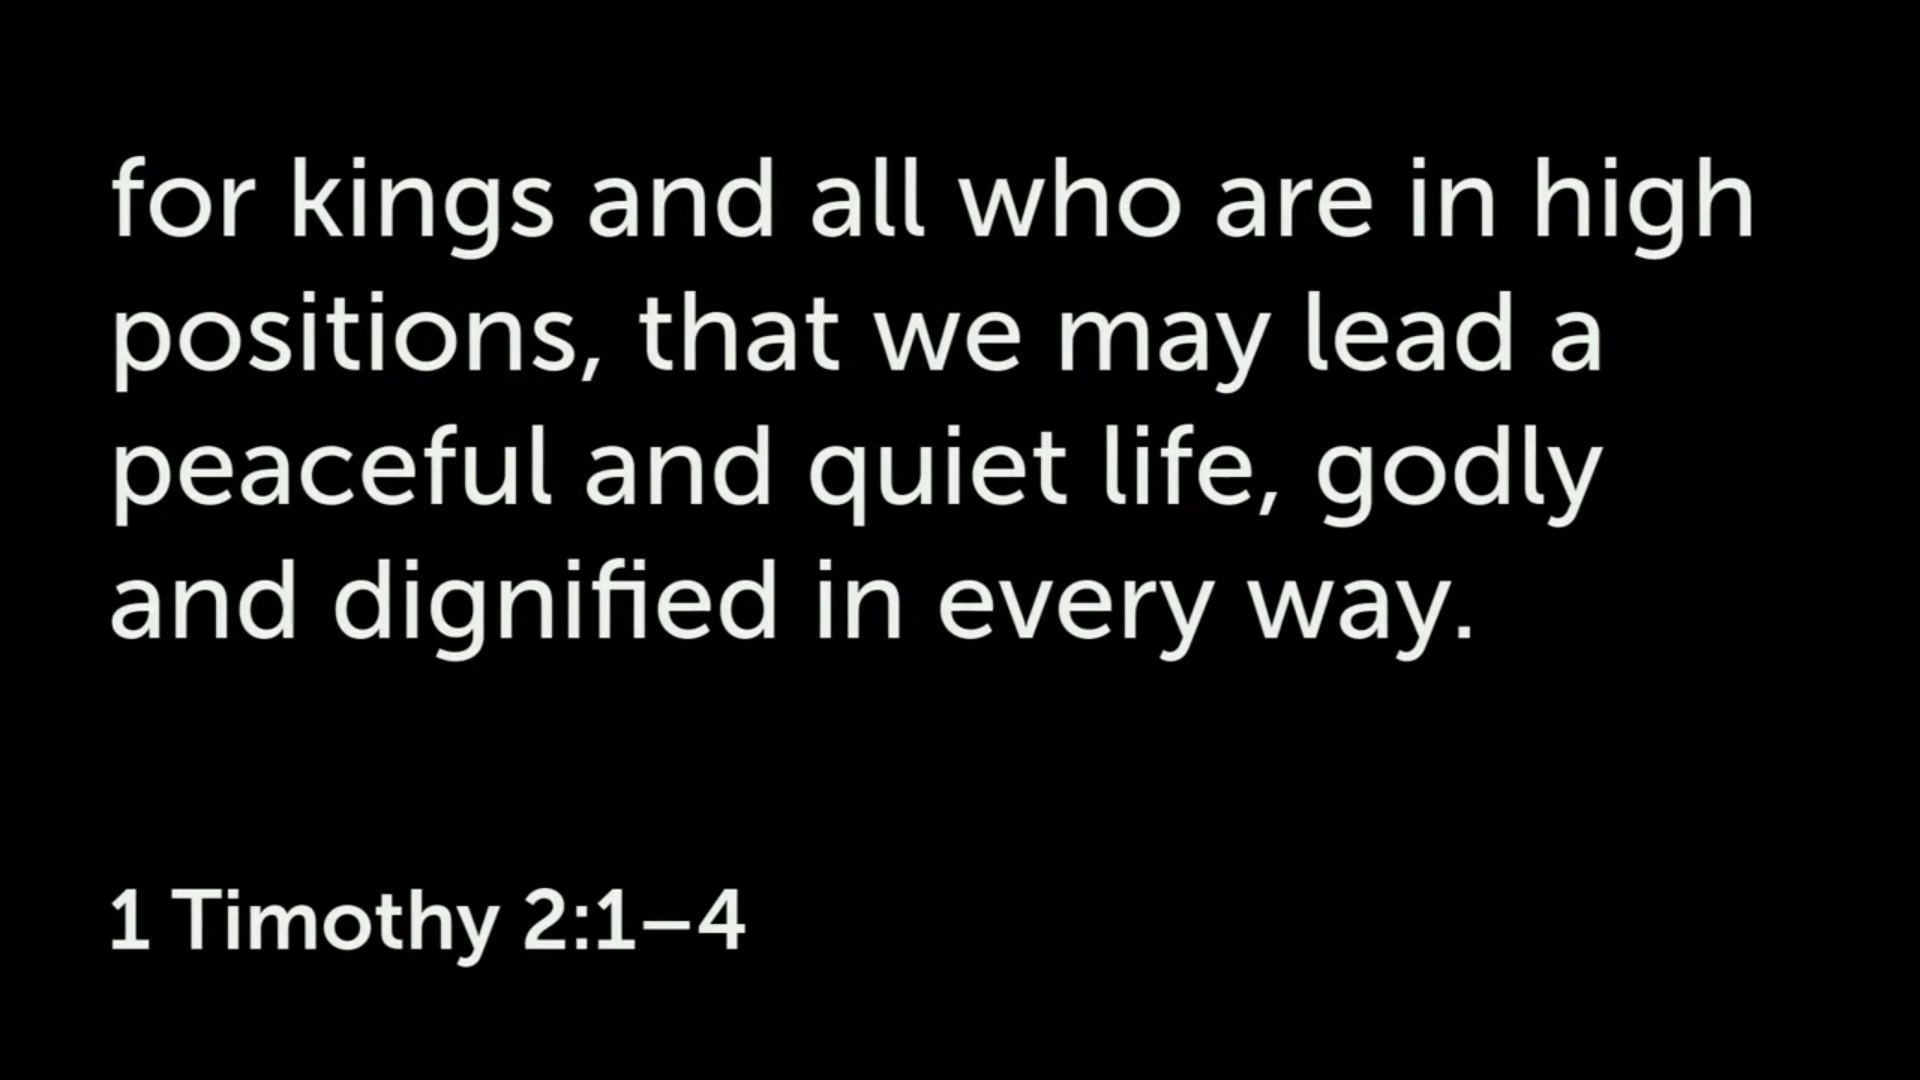 for kings and all who are in high
positions, that we may lead a
peaceful and quiet life, godly
and dignified in every way.
1 Timothy 2:1–4